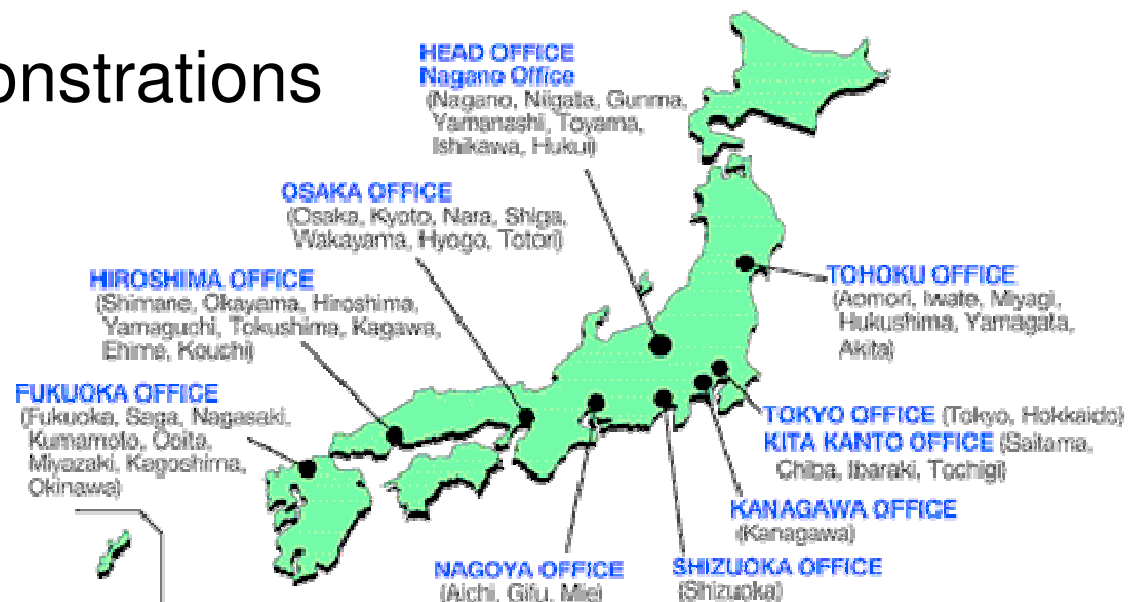 onstrations
HEAD OFFICE
Nagano Office
(Nagano, Niigata, Gunma,
Yamanashi, Toyama,
Ishikawa, Hukui)
OSAKA OFFICE
(Osaka, Kyoto, Nara, Shiga,
Wakayama, Hyogo, Totori)
HIROSHIMA OFFICE
(Shimane, Okayama, Hiroshima,
Yamaguchi, Tokushima, Kagawa,
Ehime, Kouchi)
FUKUOKA OFFICE
(Fukuoka, Saga, Nagasaki,
Kumamoto, Ooita,
Miyazaki, Kagoshima,
Okinawa)
TOHOKU OFFICE
(Aomori, Iwate, Miyagi,
Hukushima, Yamagata,
Akita)
TOKYO OFFICE (Tokyo, Hokkaido)
KITA KANTO OFFICE (Saitama,
Chiba, Ibaraki, Tochigi)
KANAGAWA OFFICE
(Kanagawa)
SHIZUOKA OFFICE
(Shizuoka)
NAGOYA OFFICE
(Aichi, Gifu, Mie)